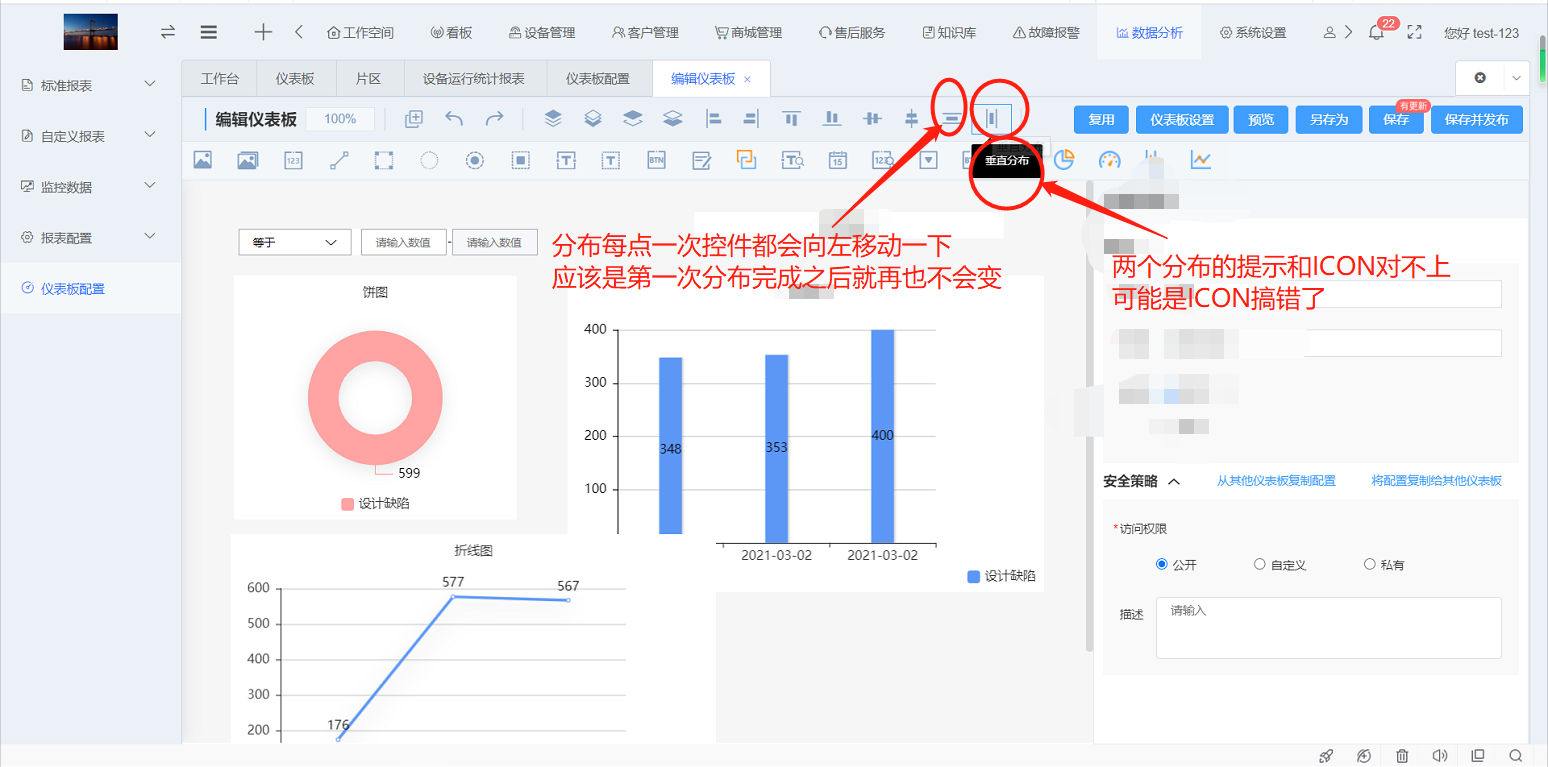 工作空间
看板
设备管理
客户管理
商城管理
售后服务
知识库
故障报警
数据分析
系统设置
22
您好 test-123
标准报表
自定义报表
监控数据
报表配置
仪表板配置
工作台
仪表板
片区
设备运行统计报表
仪表板配置
编辑仪表板 ×
编辑仪表板
100%
复用
仪表板设置
预览
另存为
保存
有更新
保存并发布
123
T
T
BTN
T
15
123
垂直分布
等于
请输入数值
-
请输入数值
分布每点一次控件都会向左移动一下
应该是第一次分布完成之后就再也不会变
两个分布的提示和ICON对不上
可能是ICON搞错了
饼图
599
设计缺陷
400
300
200
100
348
353
400
2021-03-02
2021-03-02
设计缺陷
折线图
600
500
400
300
200
577
567
176
安全策略
从其他仪表板复制配置
将配置复制给其他仪表板
*访问权限
公开
自定义
私有
描述
请输入